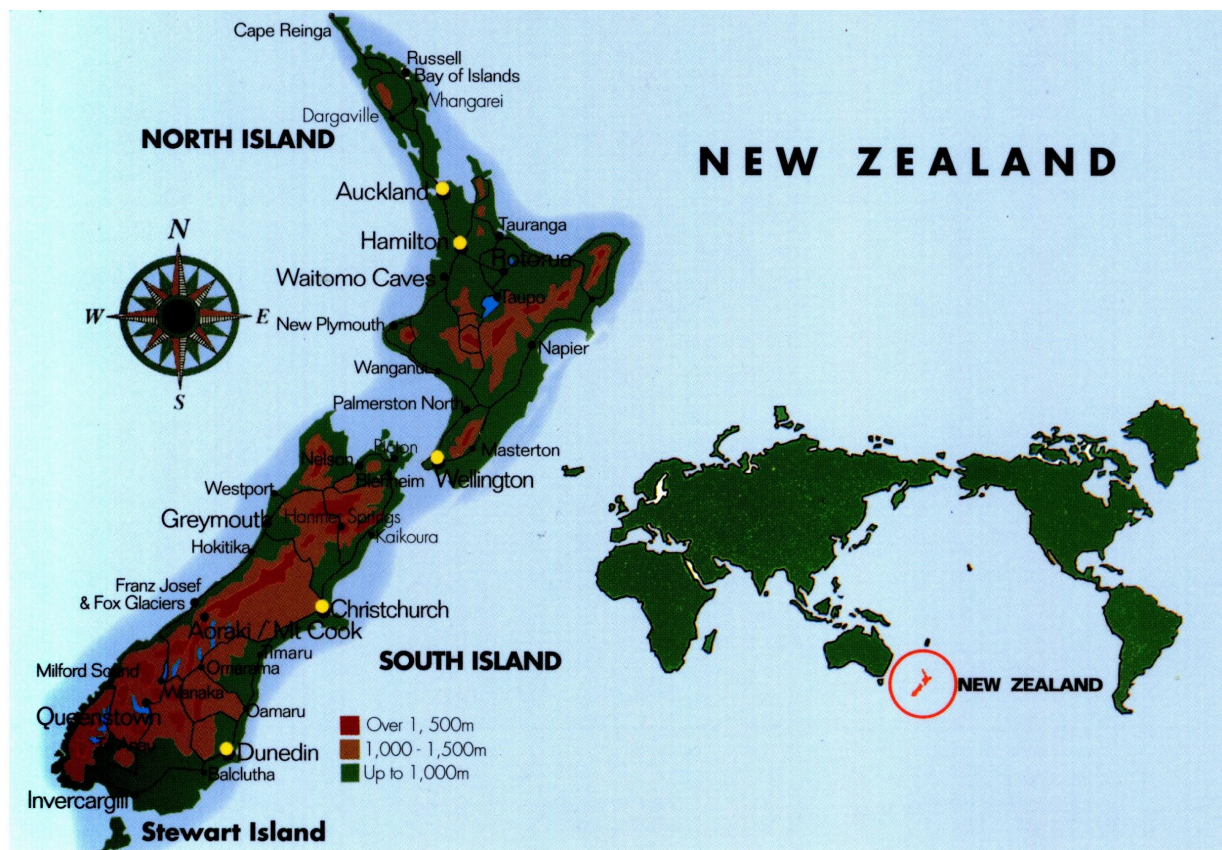 Cape Reinga
Russell
Bay of Islands
Whangarei
Dargaville
NORTH ISLAND
NEW ZEALAND
Auckland
Tauranga
Hamilton
Rotorua
Waitomo Caves
Taupo
New Plymouth
Napier
Wanganui
Palmerston North
Masterton
Wellington
N
W
E
S
Picton
Nelson
Blenheim
Westport
Greymouth
Hanmer Springs
Kaikoura
Hokitika
Franz Josef
& Fox Glaciers
Christchurch
Aoraki / Mt Cook
Timaru
SOUTH ISLAND
Milford Sound
Omarama
Wanaka
Queenstown
Oamaru
Dunedin
Balclutha
Invercargill
Stewart Island
Over 1, 500m
1,000 - 1,500m
Up to 1,000m
NEW ZEALAND